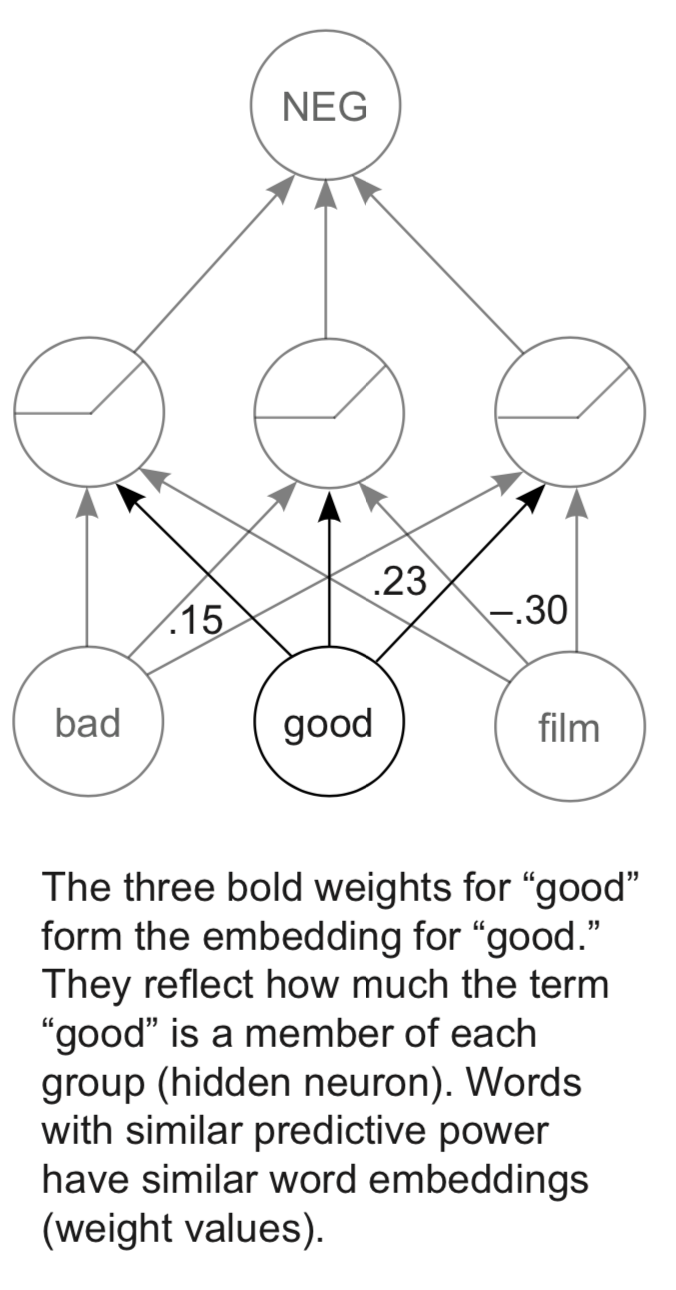 NEG
.15
.23
–.30
bad
good
film
The three bold weights for “good”
form the embedding for “good.”
They reflect how much the term
“good” is a member of each
group (hidden neuron). Words
with similar predictive power
have similar word embeddings
(weight values).